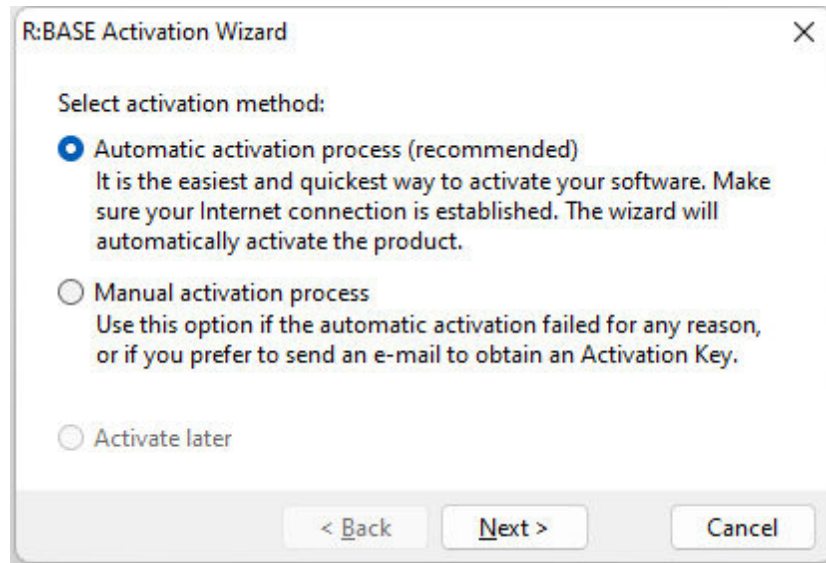 R:BASE Activation Wizard
Select activation method:
Automatic activation process (recommended)
It is the easiest and quickest way to activate your software. Make
sure your Internet connection is established. The wizard will
automatically activate the product.
Manual activation process
Use this option if the automatic activation failed for any reason,
or if you prefer to send an e-mail to obtain an Activation Key.
Activate later
< Back Next > Cancel